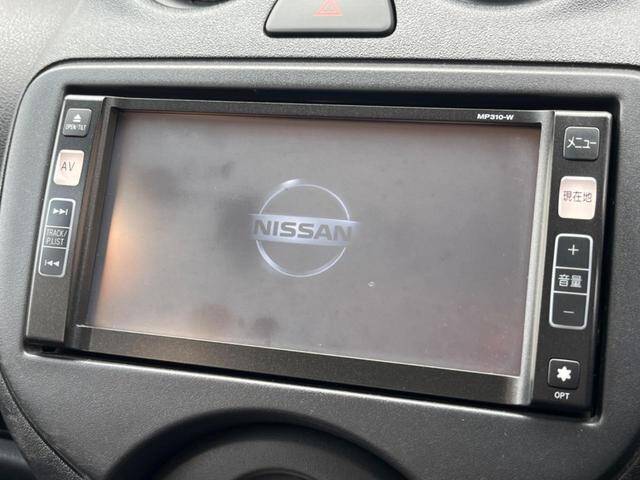 MP310-W
OPEN/TILT
AV
TRACK/
P.LIST
NISSAN
メニュー
現在地
+
音量
−
OPT